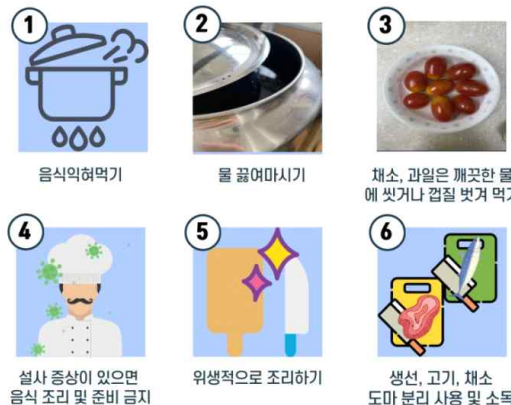 1
음식익혀먹기
2
물 끓여마시기
3
채소, 과일은 깨끗한 물
에 씻거나 껍질 벗겨 먹기
4
설사 증상이 있으면
음식 조리 및 준비 금지
5
위생적으로 조리하기
6
생선, 고기, 채소
도마 분리 사용 및 소독